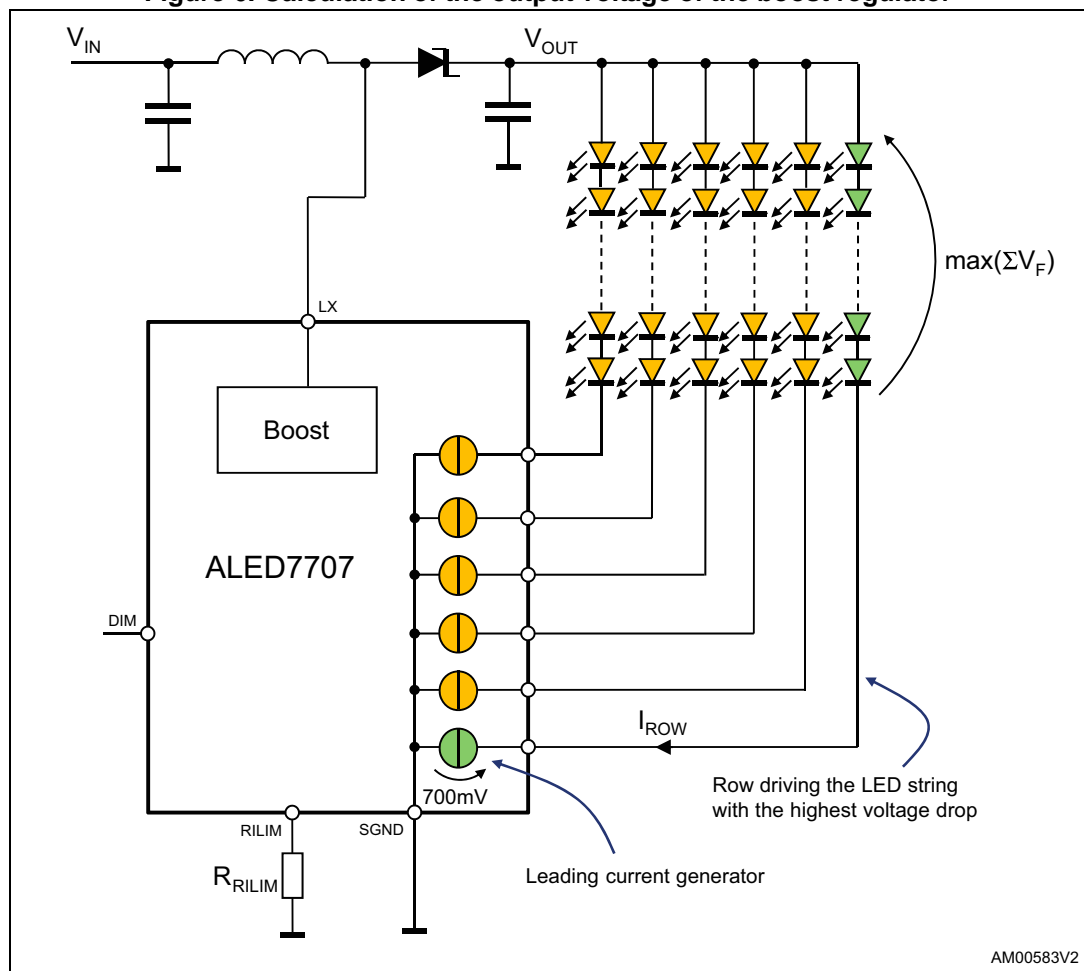 Figure 6. Calculation of the output voltage of the boost regulator
VIN
VOUT
max(ΣVF)
LX
Boost
ALED7707
DIM
IROW
700mV
RILIM
SGND
RRILIM
Row driving the LED string
with the highest voltage drop
Leading current generator
AM00583V2